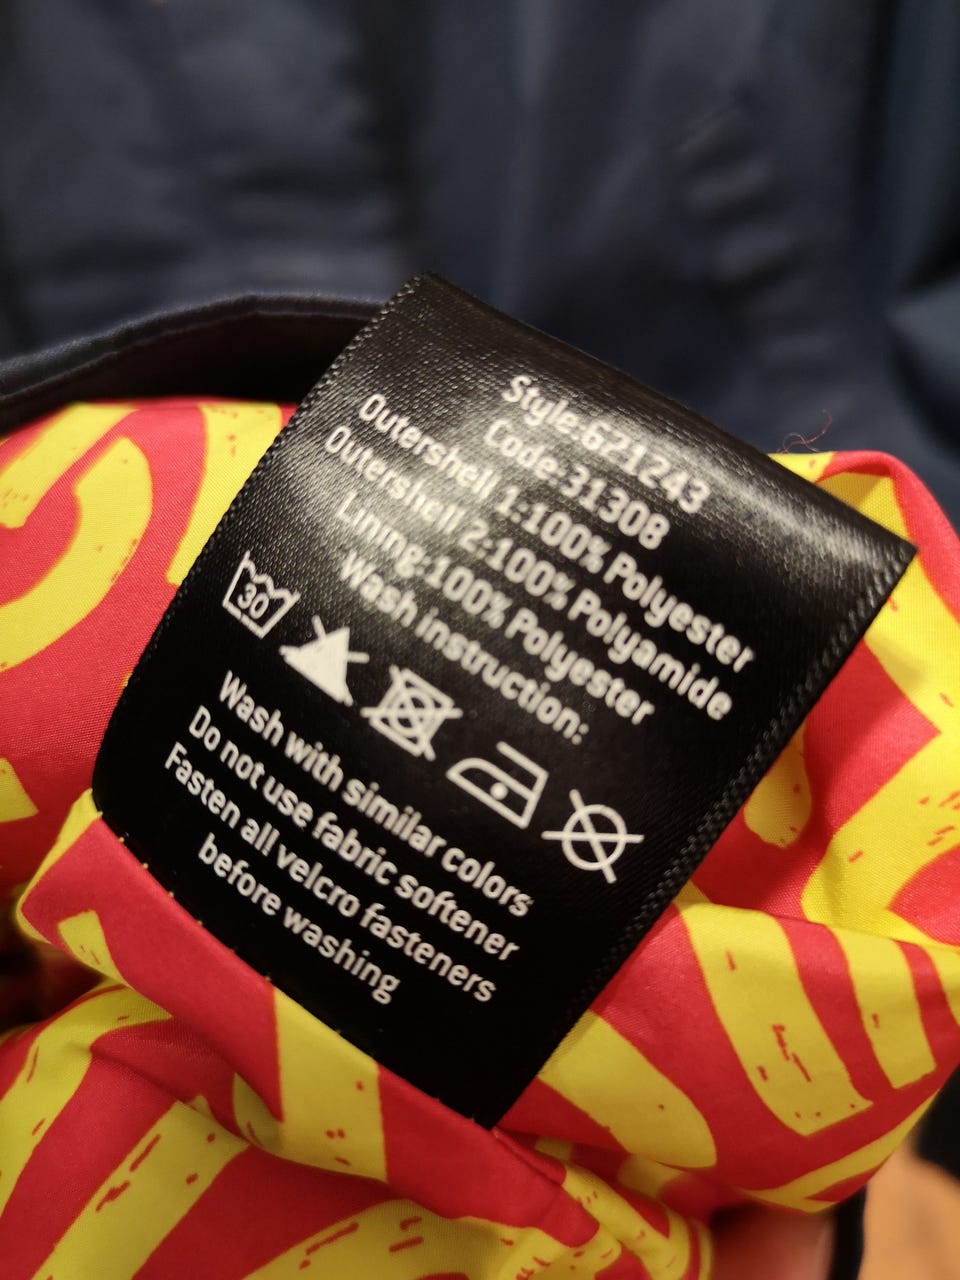 Style:621243
Code:31308
Outershell 1:100% Polyester
Outershell 2:100% Polyamide
Lining:100% Polyester
Wash instruction:
30
Wash with similar colors
Do not use fabric softener
Fasten all velcro fasteners
before washing